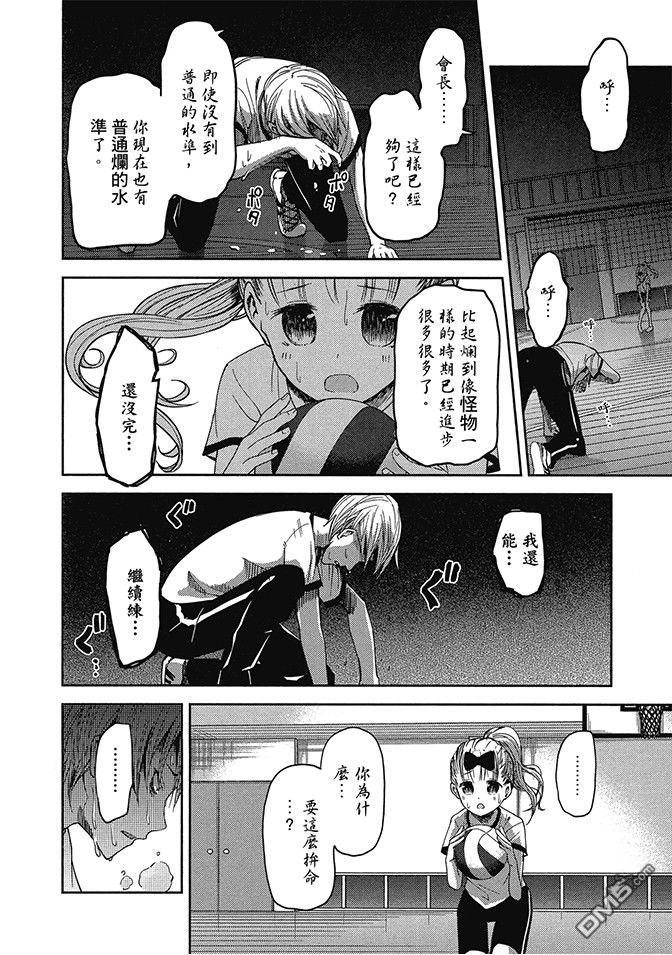 呼…
呼…
呼…
呼…
會長……
這樣已經
夠了吧？
即使沒有到
普通的水準，
你現在也有
普通爛的水
準了。
ポタ
ポタ
比起爛到像怪物一
樣的時期已經進步
很多很多了。
還沒完…
我還
能…
繼續練…
ぐぐ…
ぐぐ…
……
你為什
麼…
要這麼拚命
…？
……
DM5.com